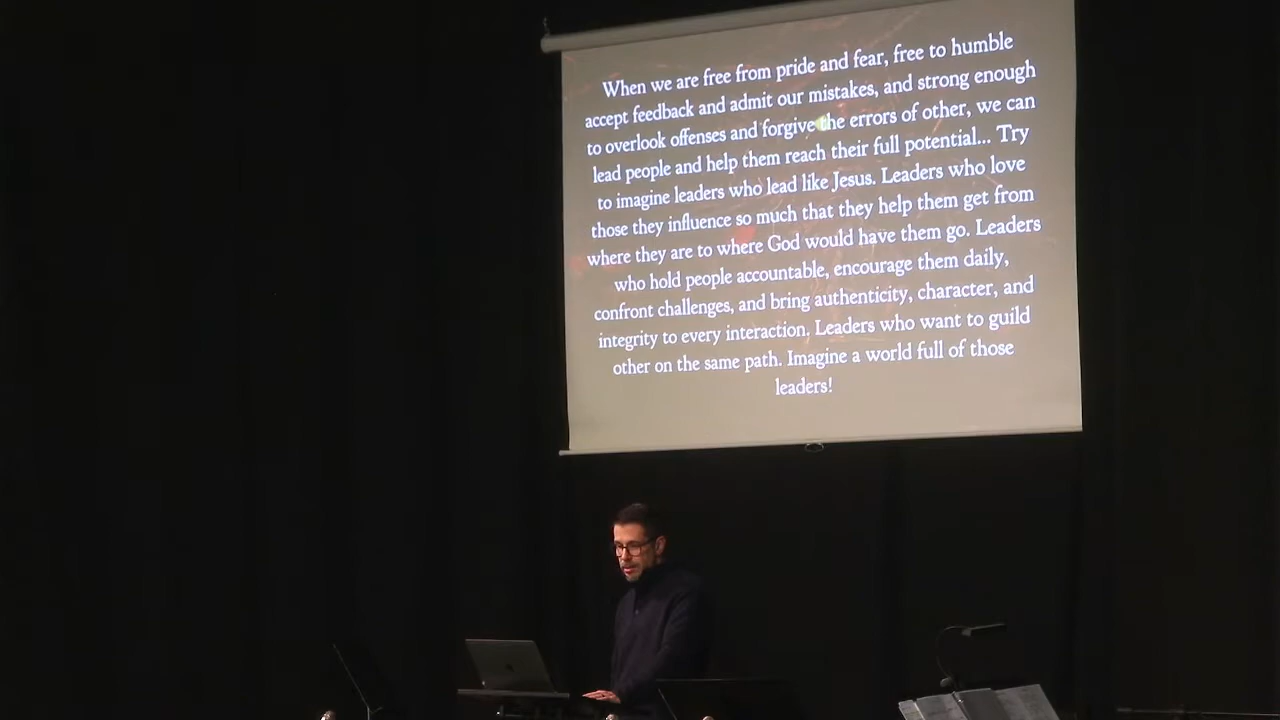 When we are free from pride and fear, free to humble
accept feedback and admit our mistakes, and strong enough
to overlook offenses and forgive the errors of other, we can
lead people and help them reach their full potential... Try
to imagine leaders who lead like Jesus. Leaders who love
those they influence so much that they help them get from
where they are to where God would have them go. Leaders
who hold people accountable, encourage them daily,
confront challenges, and bring authenticity, character, and
integrity to every interaction. Leaders who want to guild
other on the same path. Imagine a world full of those
leaders!